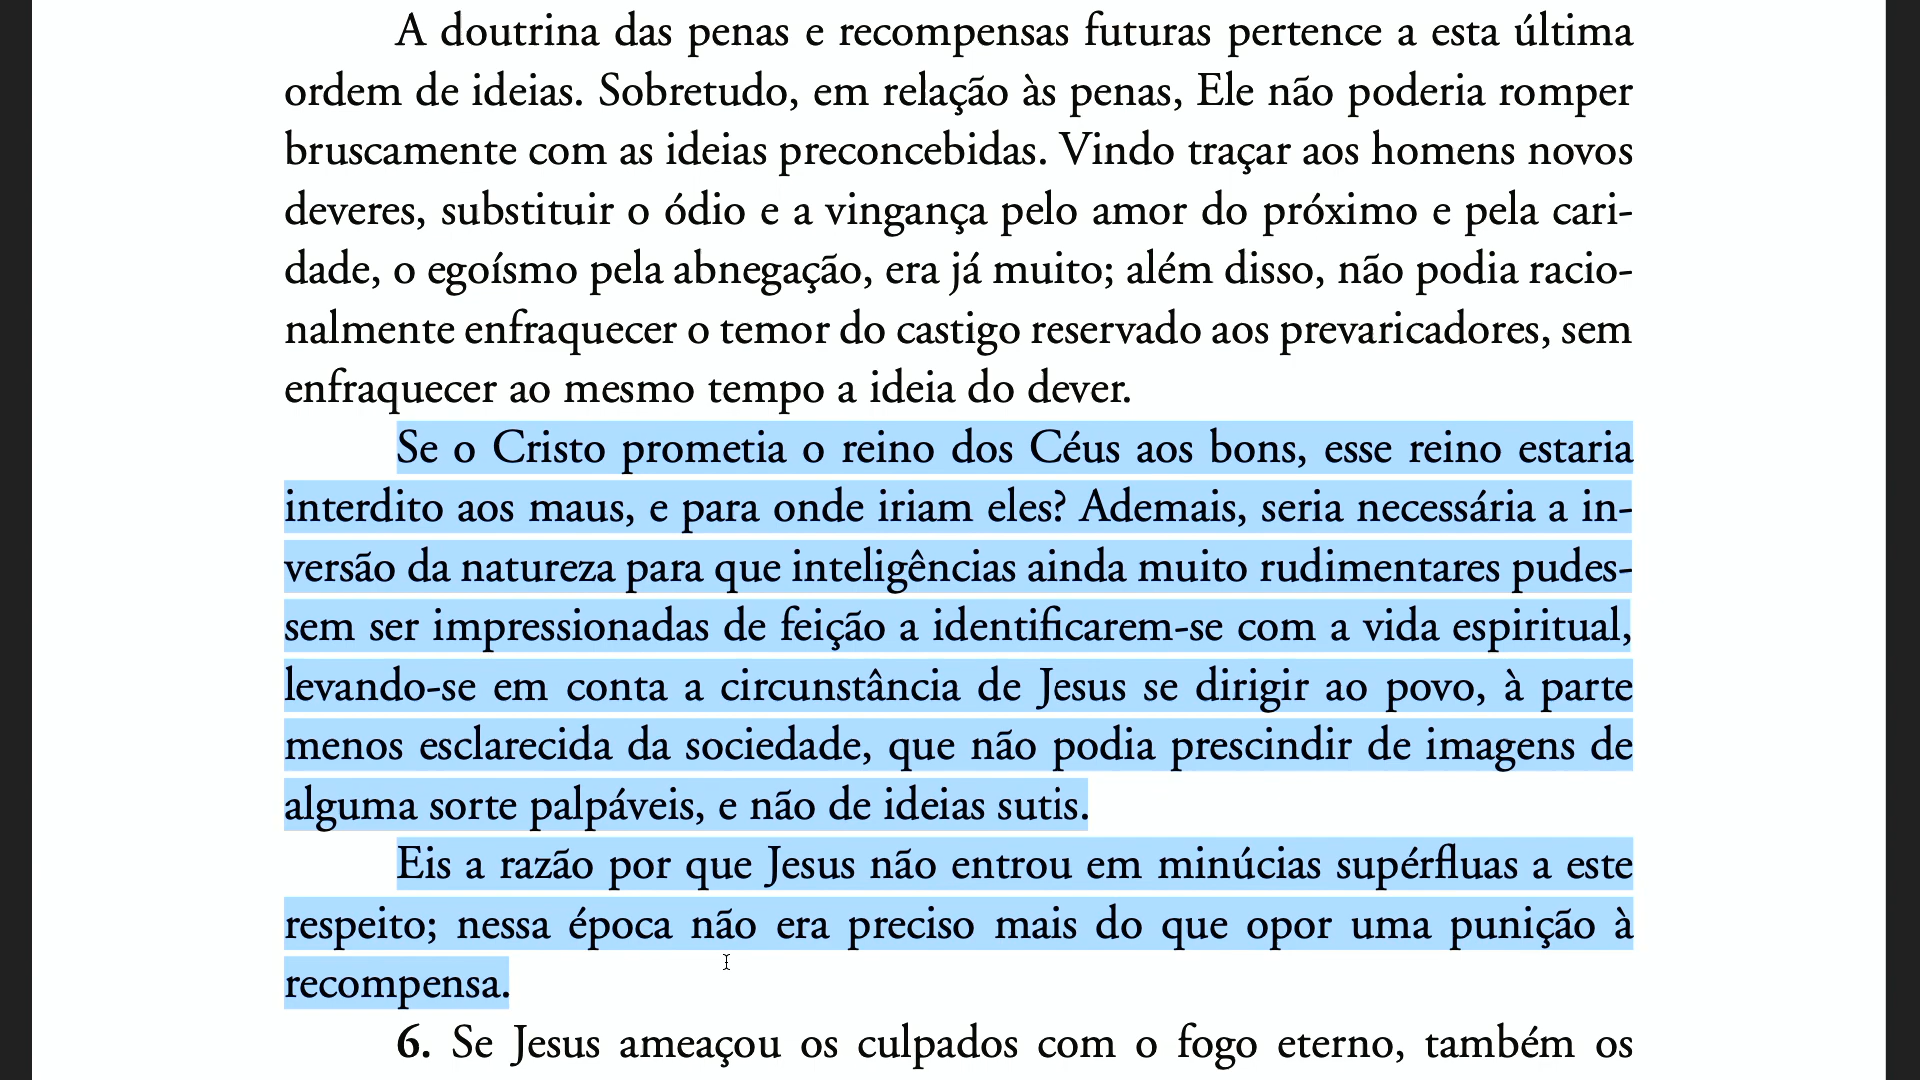 A doutrina das penas e recompensas futuras pertence a esta última
ordem de ideias. Sobretudo, em relação às penas, Ele não poderia romper
bruscamente com as ideias preconcebidas. Vindo traçar aos homens novos
deveres, substituir o ódio e a vingança pelo amor do próximo e pela cari-
dade, o egoísmo pela abnegação, era já muito; além disso, não podia racio-
nalmente enfraquecer o temor do castigo reservado aos prevaricadores, sem
enfraquecer ao mesmo tempo a ideia do dever.
Se o Cristo prometia o reino dos Céus aos bons, esse reino estaria
interdito aos maus, e para onde iriam eles? Ademais, seria necessária a in-
versão da natureza para que inteligências ainda muito rudimentares pudes-
sem ser impressionadas de feição a identificarem-se com a vida espiritual,
levando-se em conta a circunstância de Jesus se dirigir ao povo, à parte
menos esclarecida da sociedade, que não podia prescindir de imagens de
alguma sorte palpáveis, e não de ideias sutis.
Eis a razão por que Jesus não entrou em minúcias supérfluas a este
respeito; nessa época não era preciso mais do que opor uma punição à
recompensa.
6. Se Jesus ameaçou os culpados com o fogo eterno, também os